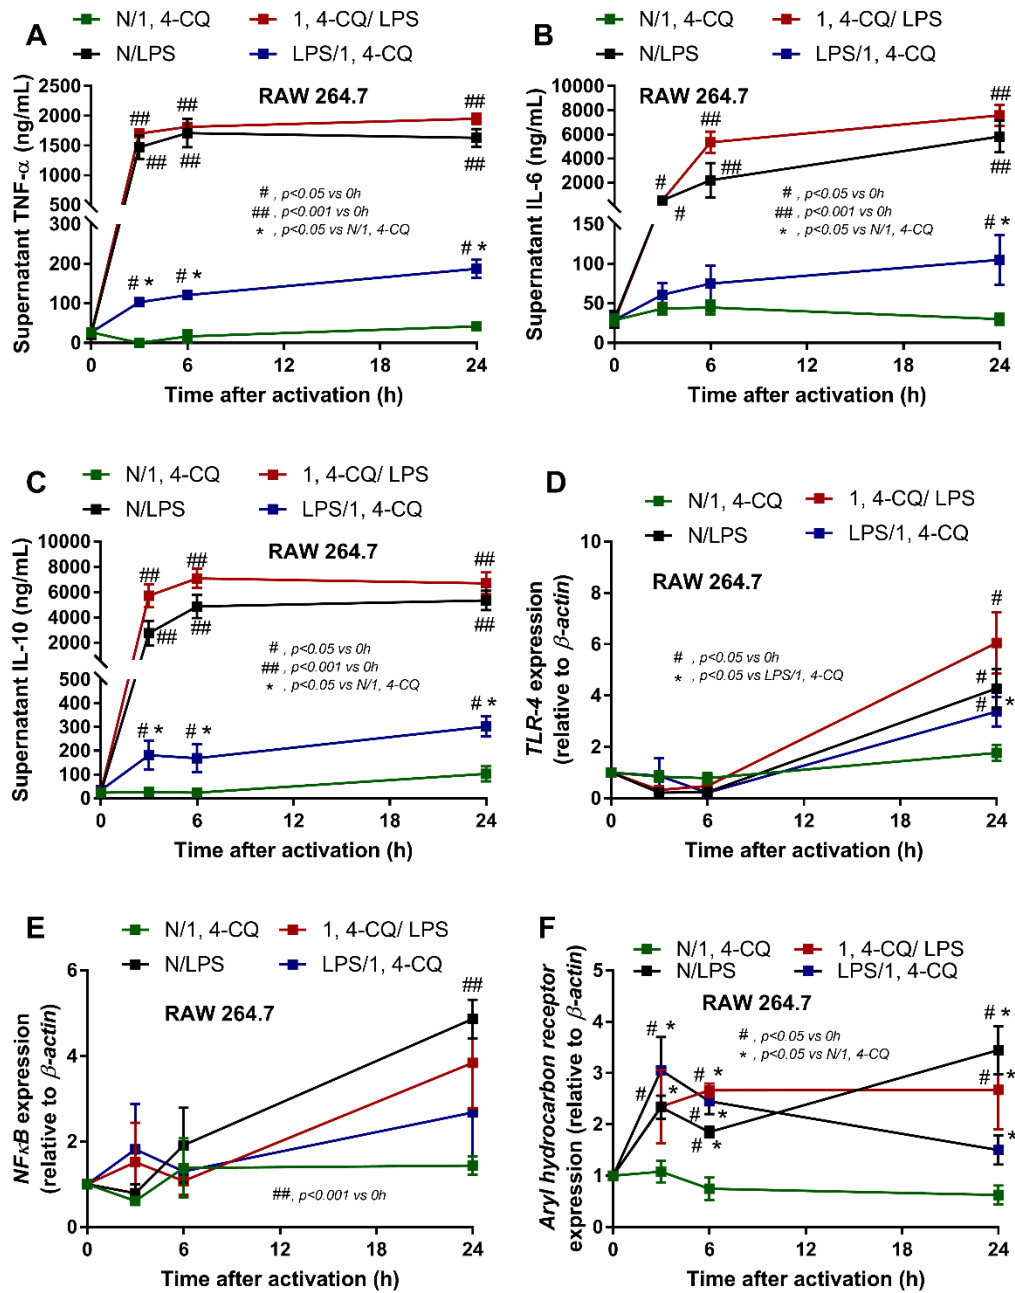 A
N/1, 4-CQ
1, 4-CQ/ LPS
N/LPS
LPS/1, 4-CQ
RAW 264.7
Supernatant TNF-α (ng/mL)
2500
2000
1500
1000
300
200
100
0
##
##
##
##
##
##
#, p<0.05 vs 0h
##, p<0.001 vs 0h
*, p<0.05 vs N/1, 4-CQ
# *
# *
# *
0
6
12
18
24
Time after activation (h)
B
N/1, 4-CQ
1, 4-CQ/ LPS
N/LPS
LPS/1, 4-CQ
RAW 264.7
Supernatant IL-6 (ng/mL)
10000
8000
6000
4000
2000
150
100
50
0
#
#
##
##
##
##
#, p<0.05 vs 0h
##, p<0.001 vs 0h
*, p<0.05 vs N/1, 4-CQ
# *
0
6
12
18
24
Time after activation (h)
C
N/1, 4-CQ
1, 4-CQ/ LPS
N/LPS
LPS/1, 4-CQ
RAW 264.7
Supernatant IL-10 (ng/mL)
10000
8000
6000
4000
2000
500
400
300
200
100
0
##
##
##
##
##
##
#, p<0.05 vs 0h
##, p<0.001 vs 0h
*, p<0.05 vs N/1, 4-CQ
# *
# *
# *
0
6
12
18
24
Time after activation (h)
D
N/1, 4-CQ
1, 4-CQ/ LPS
N/LPS
LPS/1, 4-CQ
RAW 264.7
TLR-4 expression
(relative to β-actin)
10
8
6
4
2
0
#, p<0.05 vs 0h
*, p<0.05 vs LPS/1, 4-CQ
#
#
# *
0
6
12
18
24
Time after activation (h)
E
N/1, 4-CQ
1, 4-CQ/ LPS
N/LPS
LPS/1, 4-CQ
RAW 264.7
NFκB expression
(relative to β-actin)
6
4
2
0
##
##, p<0.001 vs 0h
0
6
12
18
24
Time after activation (h)
F
N/1, 4-CQ
1, 4-CQ/ LPS
N/LPS
LPS/1, 4-CQ
RAW 264.7
Aryl hydrocarbon receptor
expression (relative to β-actin)
5
4
3
2
1
0
#, p<0.05 vs 0h
*, p<0.05 vs N/1, 4-CQ
# *
# *
# *
# *
# *
# *
# *
*
0
6
12
18
24
Time after activation (h)